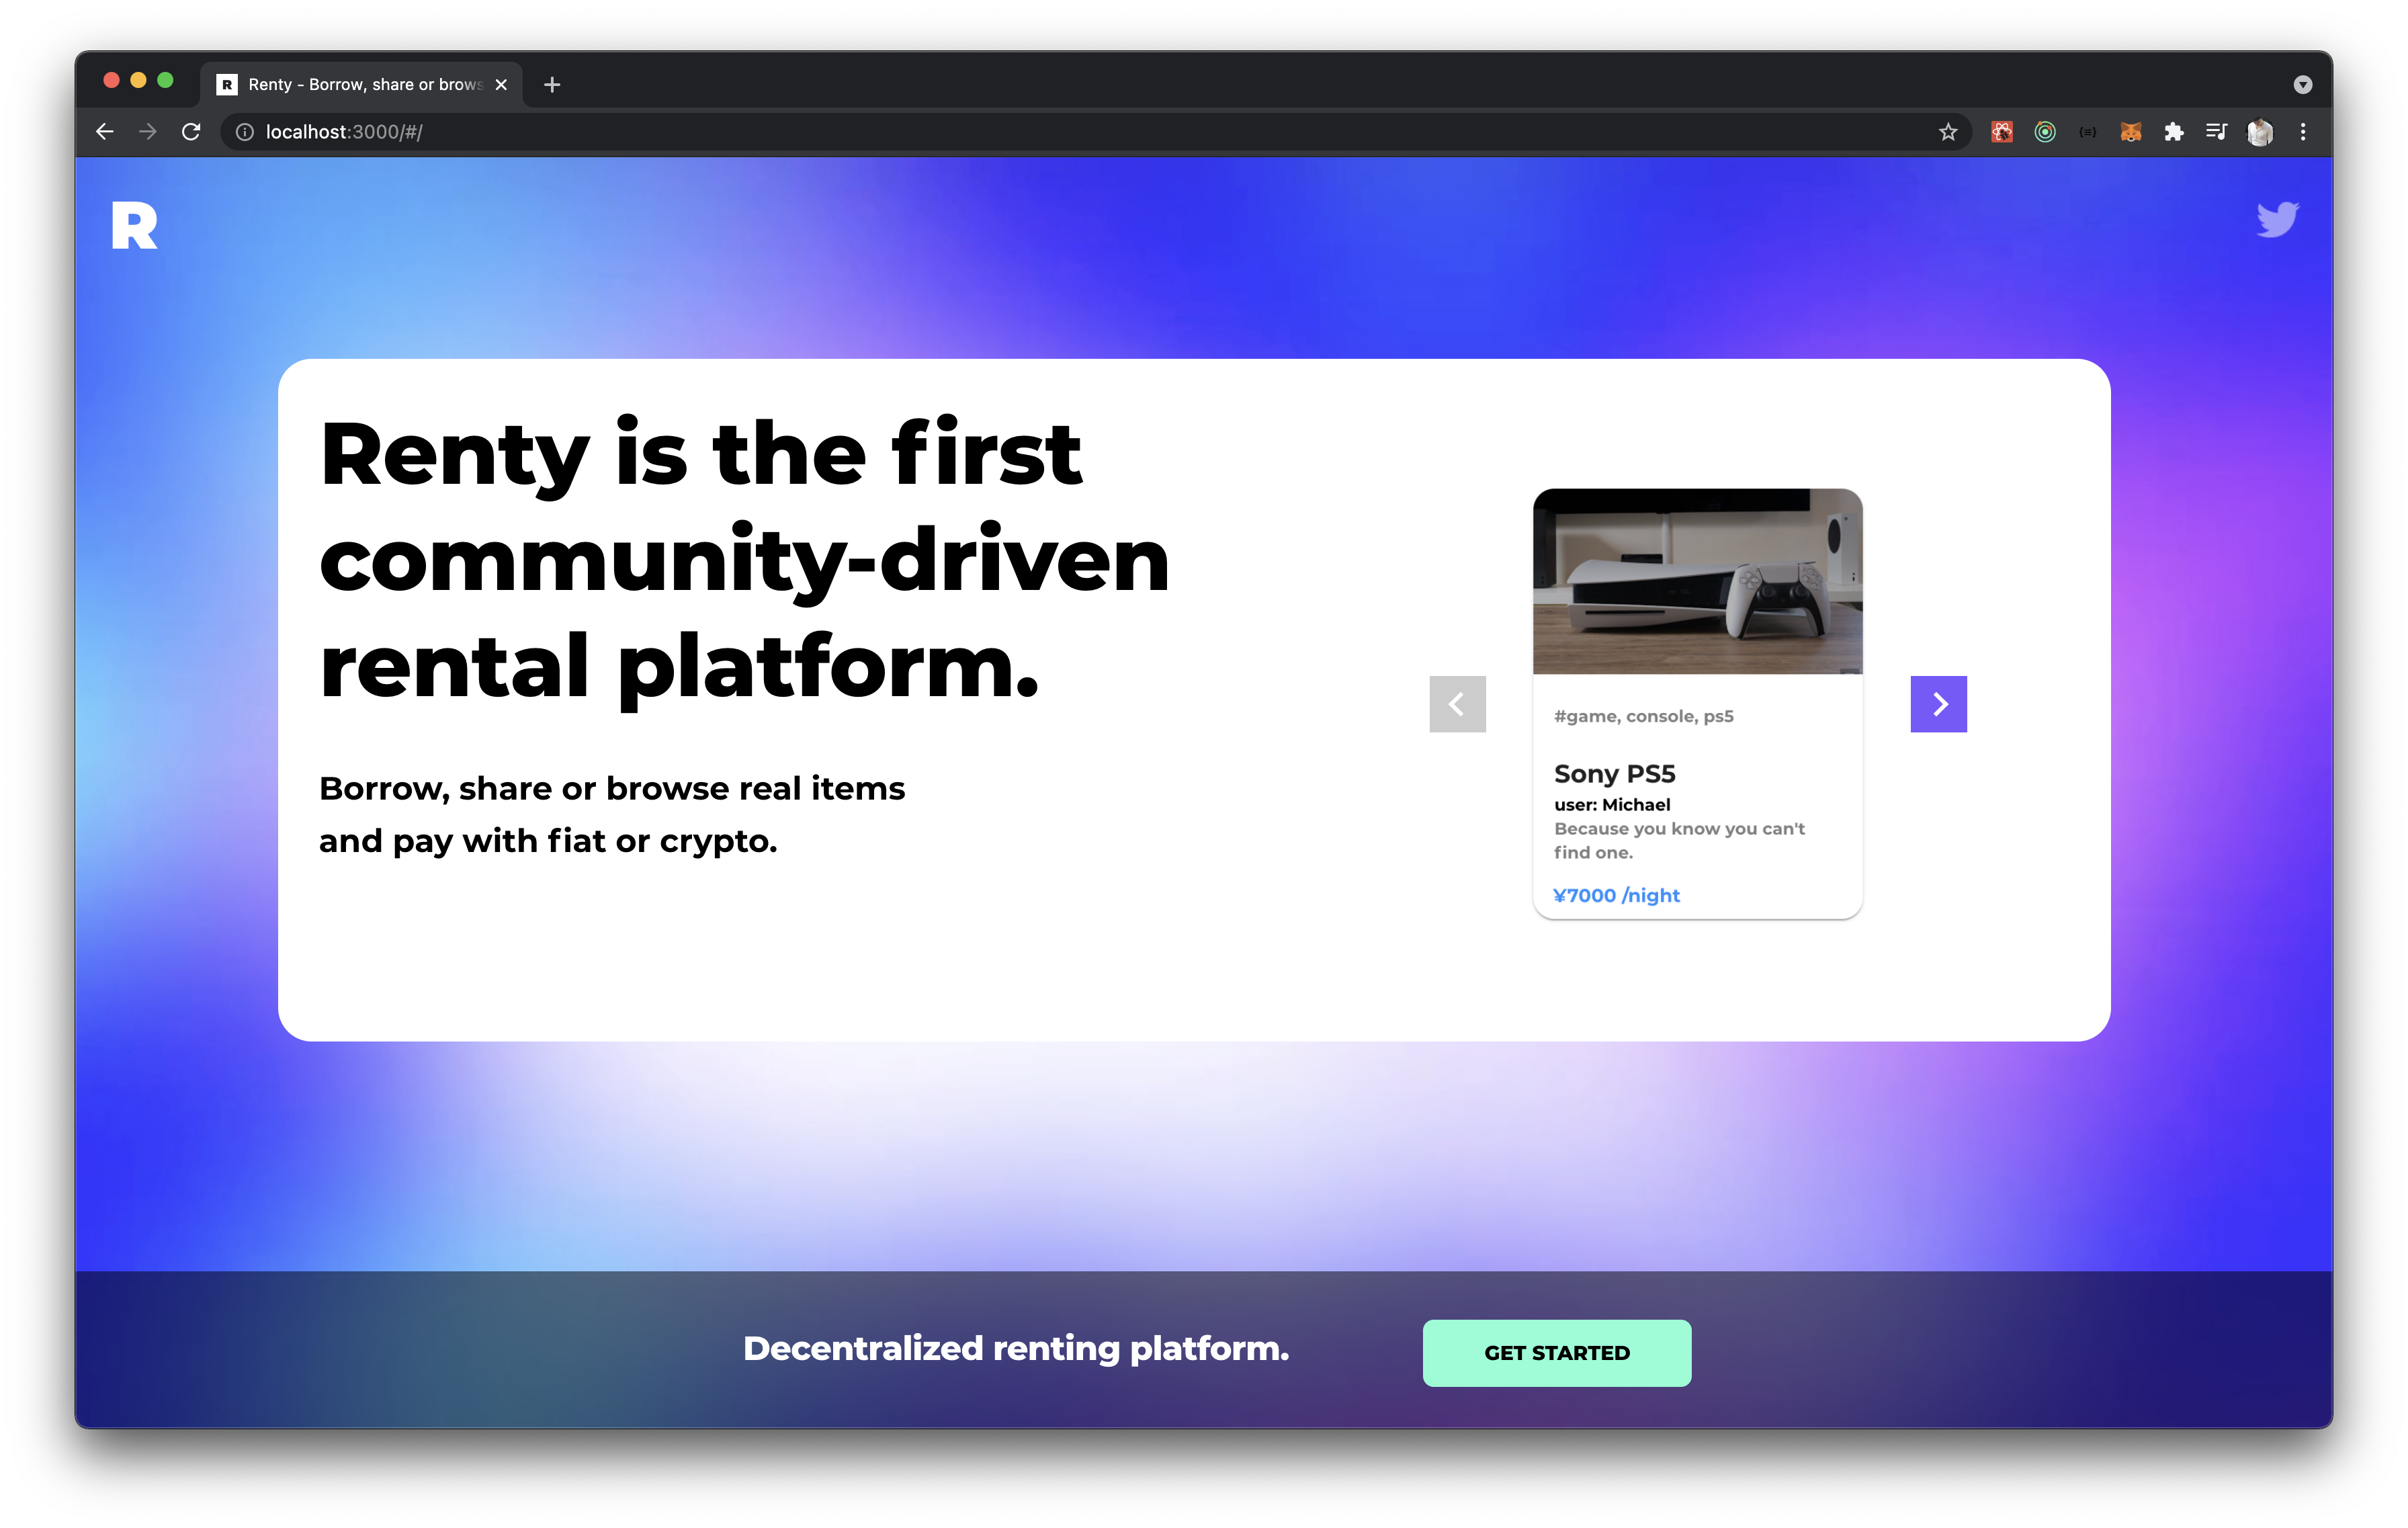 R Renty - Borrow, share or brows
localhost:3000/#/
R
Renty is the first
community-driven
rental platform.
Borrow, share or browse real items
and pay with fiat or crypto.
#game, console, ps5
Sony PS5
user: Michael
Because you know you can't
find one.
¥7000 /night
Decentralized renting platform.
GET STARTED